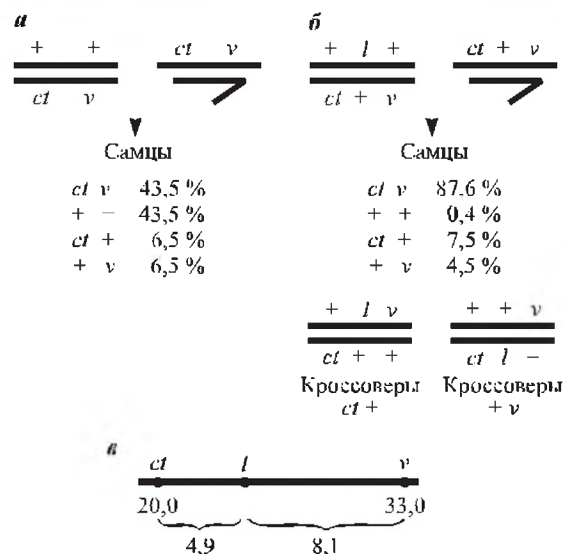 а б
+ + ct v + l + ct + v
ct v ct + v
Самцы Самцы
ct v 43,5 % ct v 87,6 %
+ − 43,5 % + + 0,4 %
ct + 6,5 % ct + 7,5 %
+ v 6,5 % + v 4,5 %
+ l v + + v
ct + + ct l −
Кроссоверы Кроссоверы
ct + + v
в
ct l v
20,0 33,0
4,9 8,1